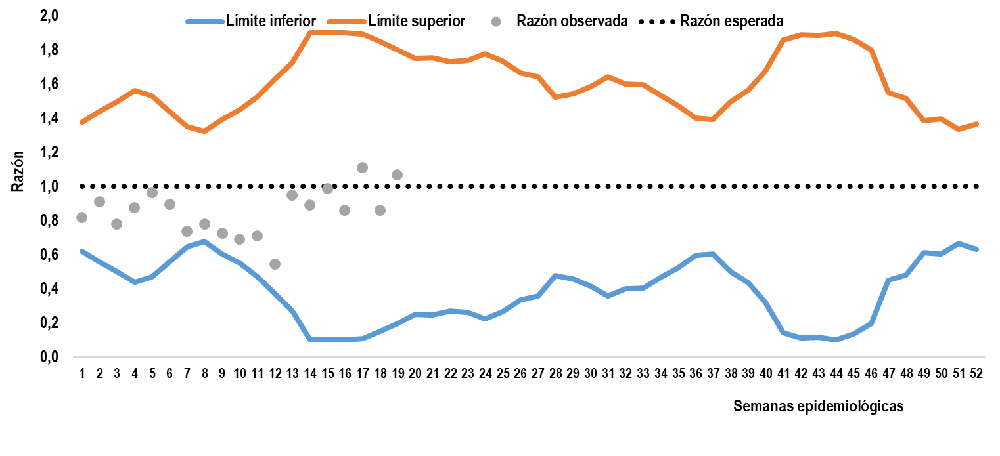 Límite inferior Límite superior Razón observada Razón esperada
2,0
1,8
1,6
1,4
1,2
1,0
0,8
0,6
0,4
0,2
0,0
Razón
1 2 3 4 5 6 7 8 9 10 11 12 13 14 15 16 17 18 19 20 21 22 23 24 25 26 27 28 29 30 31 32 33 34 35 36 37 38 39 40 41 42 43 44 45 46 47 48 49 50 51 52
Semanas epidemiológicas